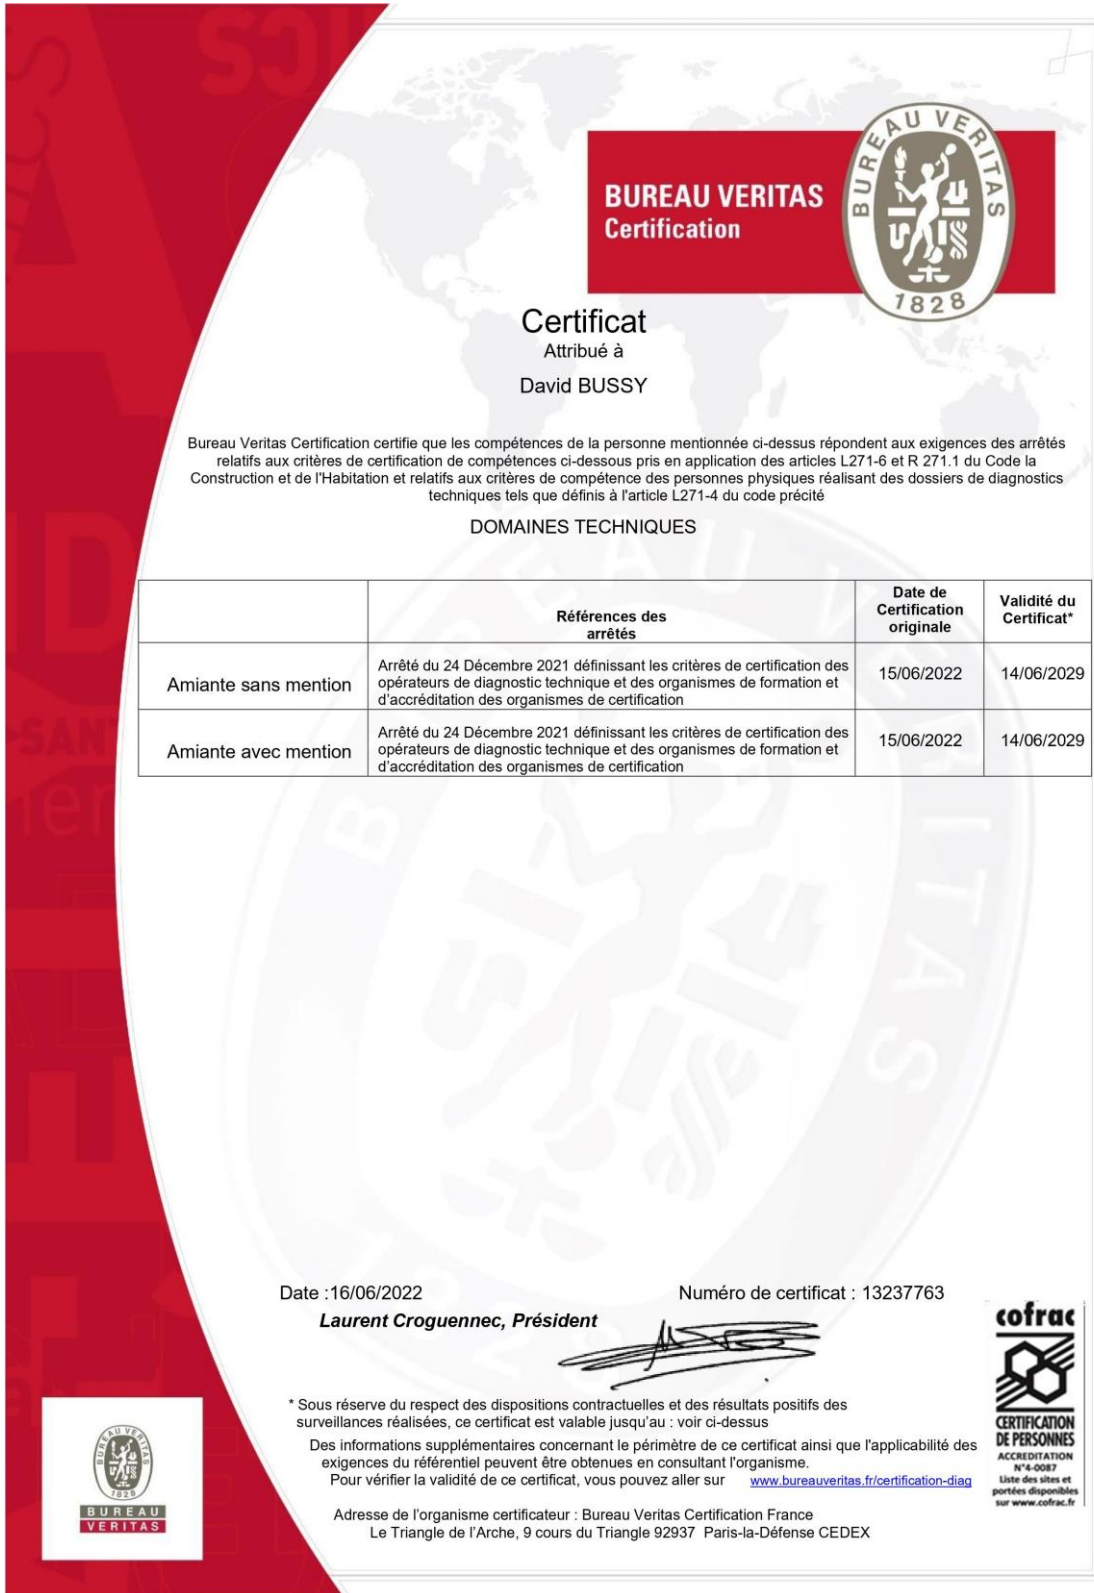 BUREAU VERITAS
Certification
BUREAU VERITAS
1828
Certificat
Attribué à
David BUSSY
Bureau Veritas Certification certifie que les compétences de la personne mentionnée ci-dessus répondent aux exigences des arrêtés
relatifs aux critères de certification de compétences ci-dessous pris en application des articles L271-6 et R 271.1 du Code la
Construction et de l'Habitation et relatifs aux critères de compétence des personnes physiques réalisant des dossiers de diagnostics
techniques tels que définis à l'article L271-4 du code précité
DOMAINES TECHNIQUES
Références des
arrêtés
Date de
Certification
originale
Validité du
Certificat*
Amiante sans mention
Arrêté du 24 Décembre 2021 définissant les critères de certification des
opérateurs de diagnostic technique et des organismes de formation et
d'accréditation des organismes de certification
15/06/2022
14/06/2029
Amiante avec mention
Arrêté du 24 Décembre 2021 définissant les critères de certification des
opérateurs de diagnostic technique et des organismes de formation et
d'accréditation des organismes de certification
15/06/2022
14/06/2029
Date :16/06/2022
Numéro de certificat : 13237763
Laurent Croguennec, Président
* Sous réserve du respect des dispositions contractuelles et des résultats positifs des
surveillances réalisées, ce certificat est valable jusqu'au : voir ci-dessus
Des informations supplémentaires concernant le périmètre de ce certificat ainsi que l'applicabilité des
exigences du référentiel peuvent être obtenues en consultant l'organisme.
Pour vérifier la validité de ce certificat, vous pouvez aller sur www.bureauveritas.fr/certification-diag
Adresse de l'organisme certificateur : Bureau Veritas Certification France
Le Triangle de l'Arche, 9 cours du Triangle 92937 Paris-la-Défense CEDEX
cofrac
CERTIFICATION
DE PERSONNES
ACCREDITATION
N°4-0087
Liste des sites et
portées disponibles
sur www.cofrac.fr
BUREAU VERITAS
1828
BUREAU
VERITAS